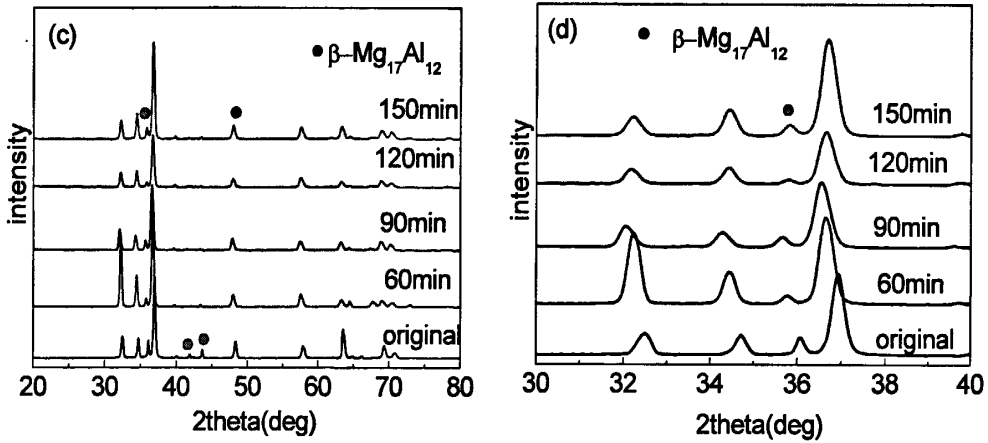 (c)
β–Mg17Al12
150min
120min
90min
60min
original
intensity
20 30 40 50 60 70 80
2theta(deg)
(d)
β–Mg17Al12
150min
120min
90min
60min
original
intensity
30 32 34 36 38 40
2theta(deg)